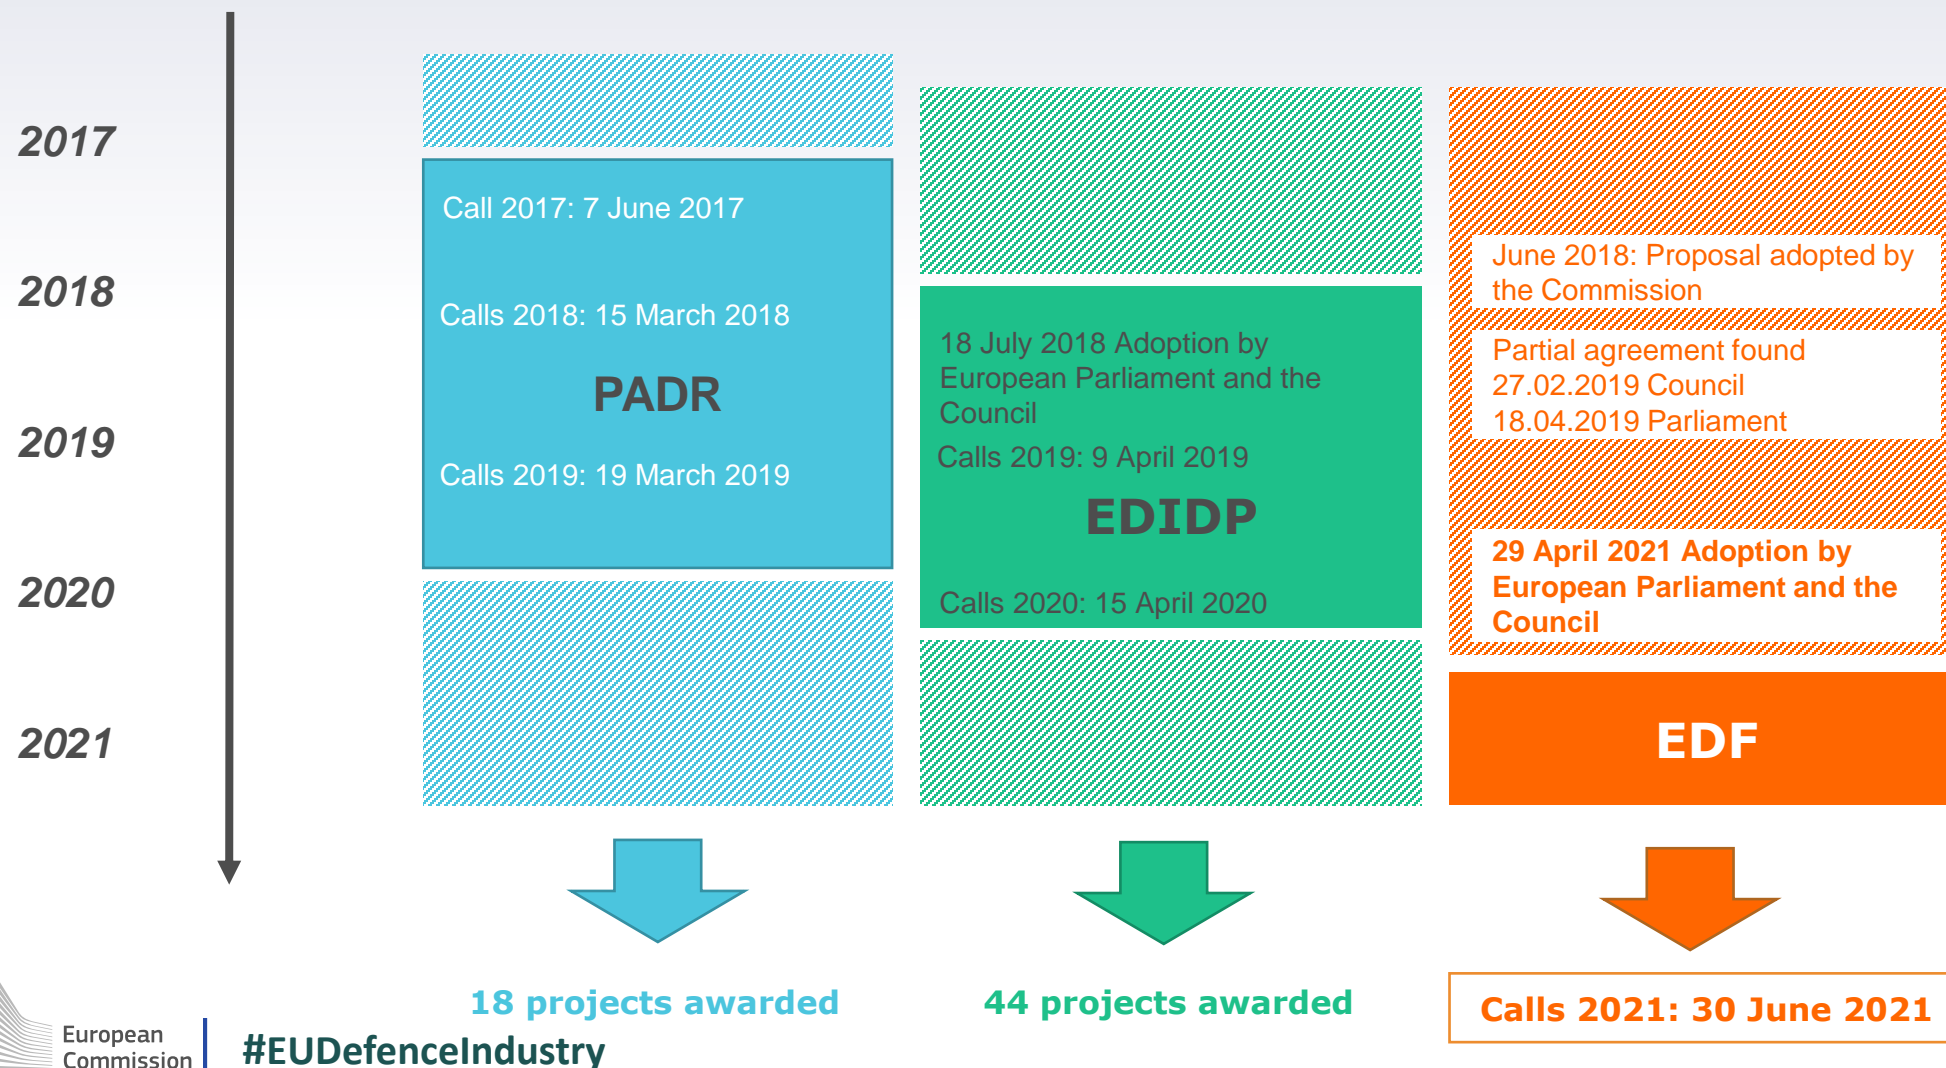 2017
2018
2019
2020
2021
Call 2017: 7 June 2017
Calls 2018: 15 March 2018
PADR
Calls 2019: 19 March 2019
18 July 2018 Adoption by
European Parliament and the
Council
Calls 2019: 9 April 2019
EDIDP
Calls 2020: 15 April 2020
June 2018: Proposal adopted by
the Commission
Partial agreement found
27.02.2019 Council
18.04.2019 Parliament
29 April 2021 Adoption by
European Parliament and the
Council
EDF
18 projects awarded
44 projects awarded
Calls 2021: 30 June 2021
European
Commission
#EUDefenceIndustry